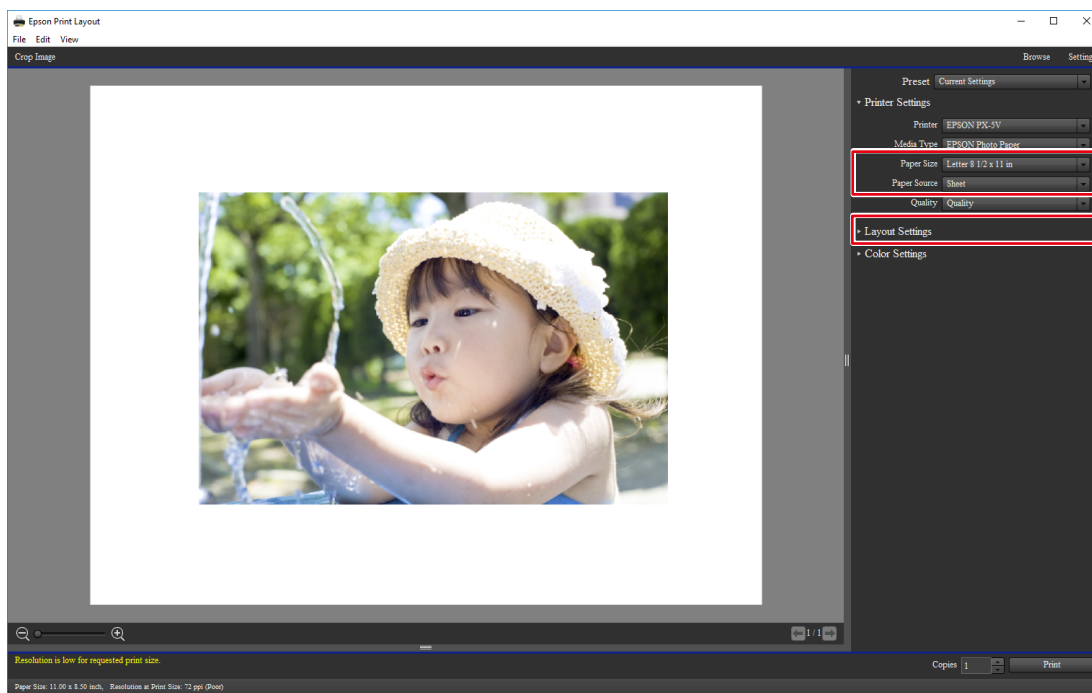 Epson Print Layout
File Edit View
Crop Image Browse Setting
Preset Current Settings
Printer Settings
Printer EPSON PX-5V
Media Type EPSON Photo Paper
Paper Size Letter 8 1/2 x 11 in
Paper Source Sheet
Quality Quality
Layout Settings
Color Settings
1 / 1
Resolution is low for requested print size.
Copies 1 Print
Paper Size: 11.00 x 8.50 inch, Resolution at Print Size: 72 ppi (Poor)